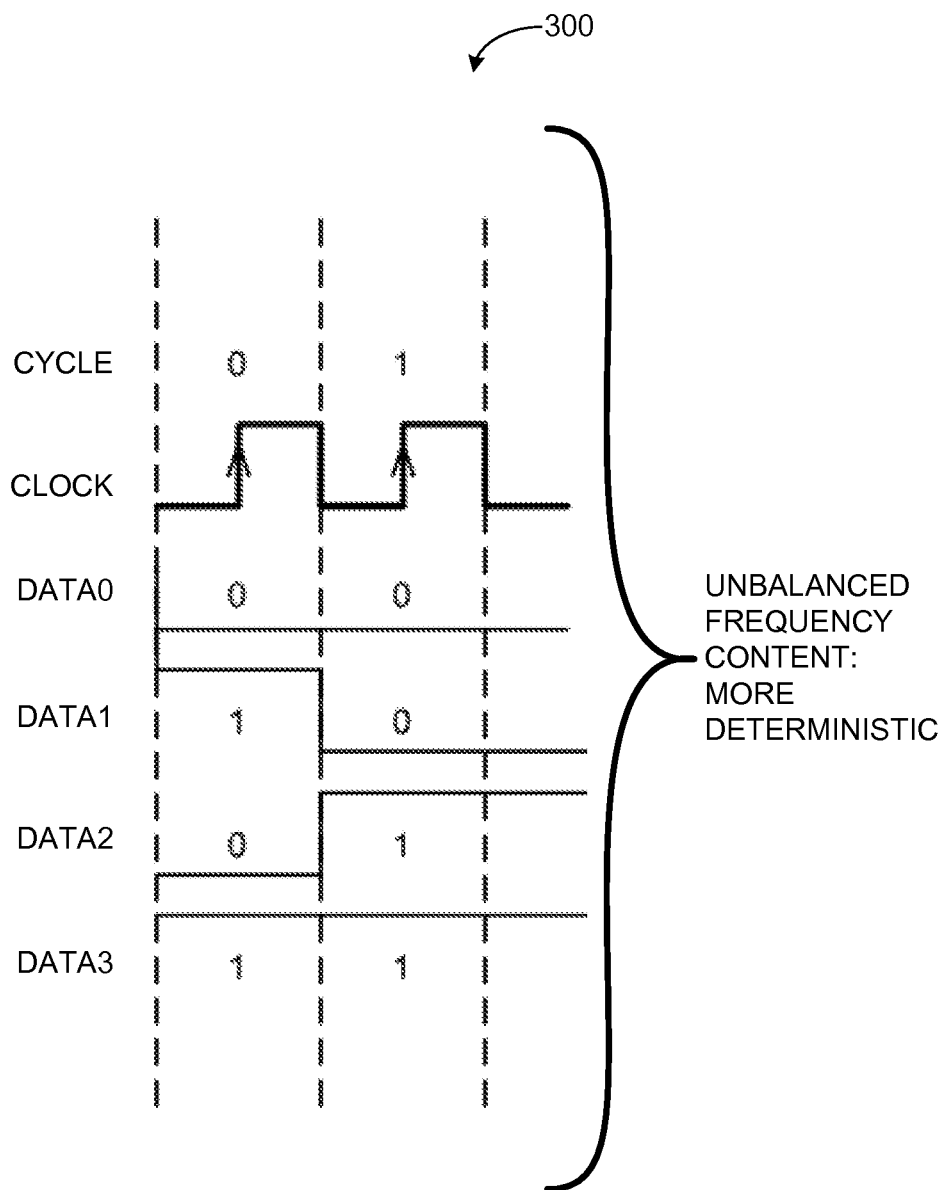 300
CYCLE 0 1
CLOCK
DATA0 0 0
UNBALANCED
FREQUENCY
CONTENT:
MORE
DETERMINISTIC
DATA1 1 0
DATA2 0 1
DATA3 1 1